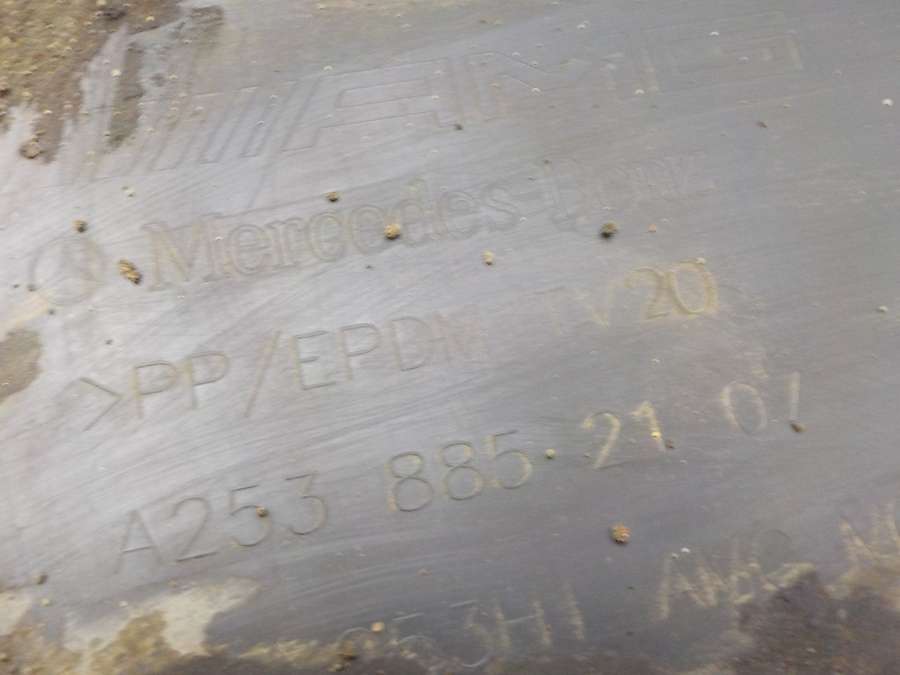 AMG
Mercedes-Benz
>PP/EPDM TV20
A253 885 21 01